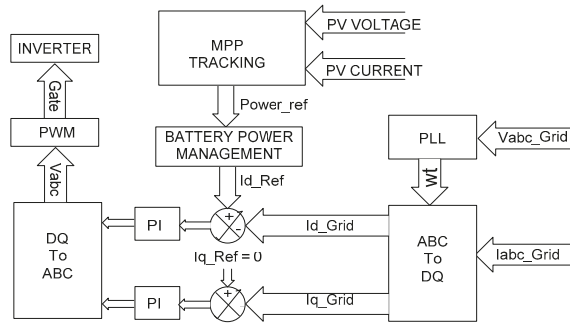 PV VOLTAGE
MPP
TRACKING
INVERTER
PV CURRENT
Gate
Power_ref
PWM
BATTERY POWER
MANAGEMENT
PLL
Vabc_Grid
Vabc
Id_Ref
wt
DQ
To
ABC
PI
+
-
Id_Grid
ABC
To
DQ
Iabc_Grid
Iq_Ref = 0
PI
+
-
Iq_Grid